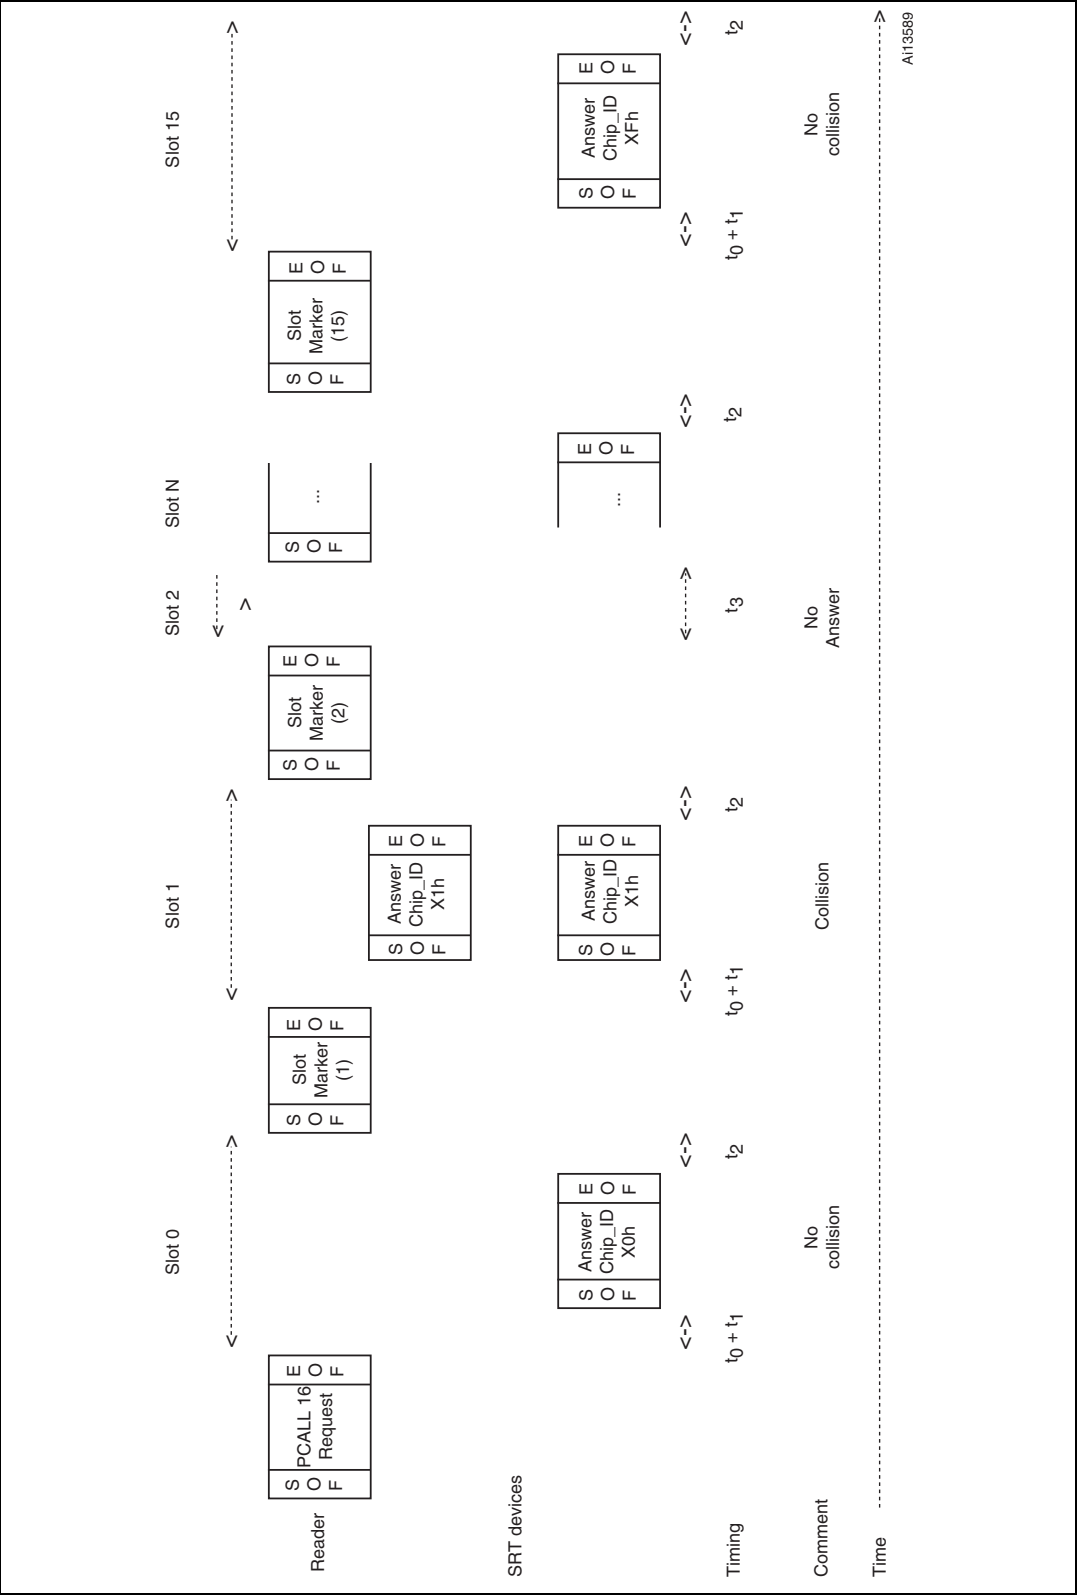 Slot 0
Slot 1
Slot 2
Slot N
Slot 15
Reader
S
O
F
PCALL 16
Request
E
O
F
S
O
F
Slot
Marker
(1)
E
O
F
S
O
F
Slot
Marker
(2)
E
O
F
S
O
F
...
S
O
F
Slot
Marker
(15)
E
O
F
SRT devices
S
O
F
Answer
Chip_ID
X1h
E
O
F
S
O
F
Answer
Chip_ID
X0h
E
O
F
S
O
F
Answer
Chip_ID
X1h
E
O
F
...
E
O
F
S
O
F
Answer
Chip_ID
XFh
E
O
F
<-> <-> <-> <-> <-----> <-> <-> <->
Timing
t0 + t1
t2
t0 + t1
t2
t3
t2
t0 + t1
t2
Comment
No
collision
Collision
No
Answer
No
collision
Time
Ai13589